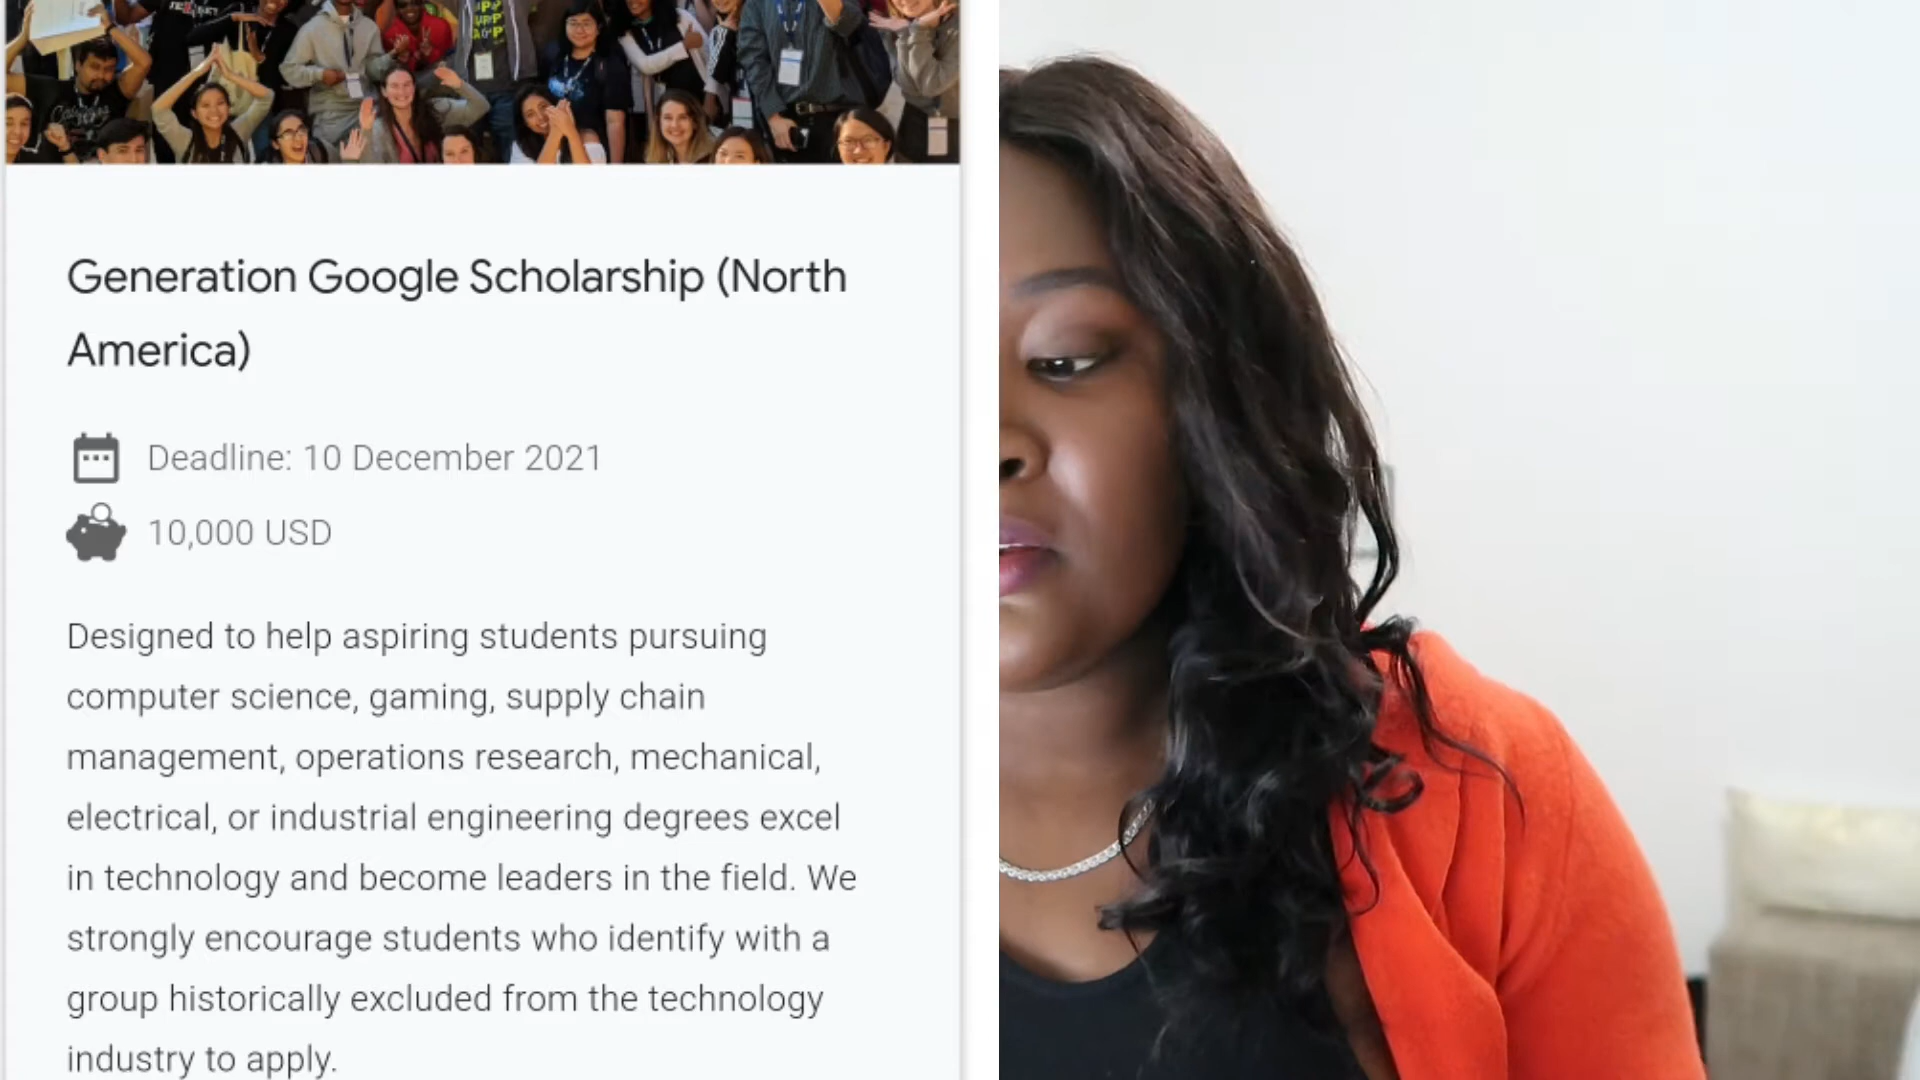 Generation Google Scholarship (North
America)
Deadline: 10 December 2021
10,000 USD
Designed to help aspiring students pursuing
computer science, gaming, supply chain
management, operations research, mechanical,
electrical, or industrial engineering degrees excel
in technology and become leaders in the field. We
strongly encourage students who identify with a
group historically excluded from the technology
industry to apply.